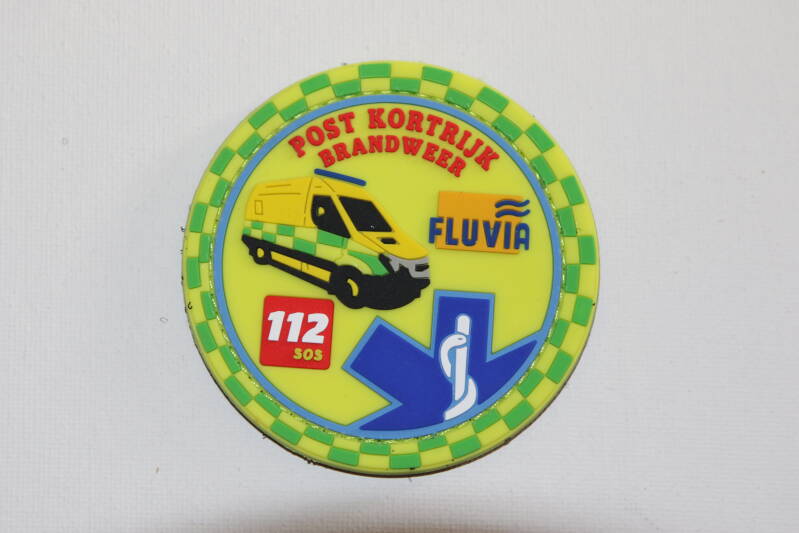 POST KORTRIJK
BRANDWEER
FLUVIA
112
SOS